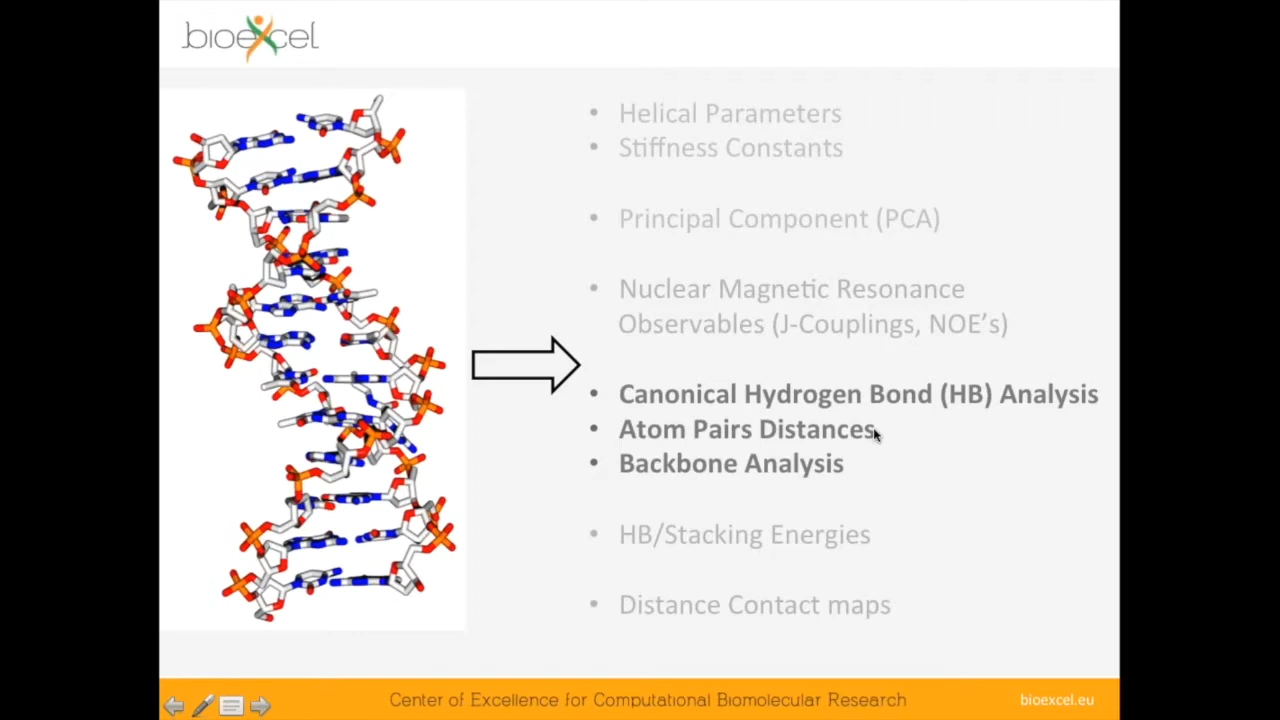 bioexcel
• Helical Parameters
• Stiffness Constants
• Principal Component (PCA)
• Nuclear Magnetic Resonance
Observables (J-Couplings, NOE’s)
• Canonical Hydrogen Bond (HB) Analysis
• Atom Pairs Distances
• Backbone Analysis
• HB/Stacking Energies
• Distance Contact maps
Center of Excellence for Computational Biomolecular Research
bioexcel.eu